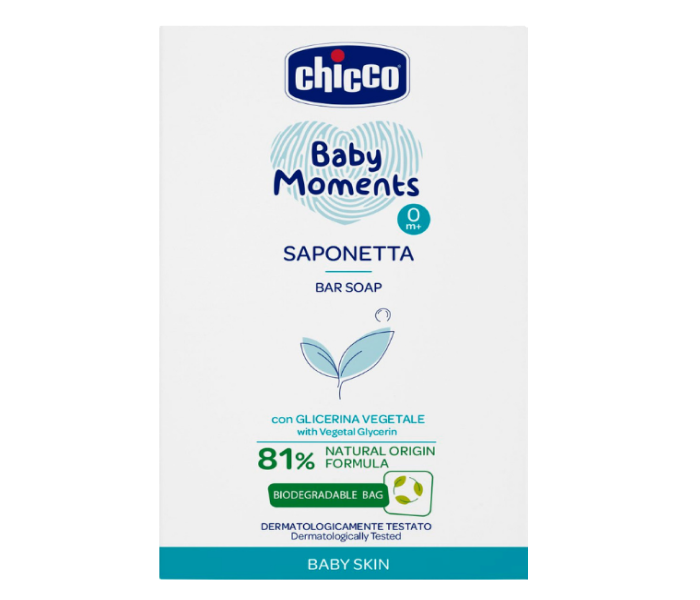 chicco
Baby
Moments
0
m+
SAPONETTA
BAR SOAP
con GLICERINA VEGETALE
with Vegetal Glycerin
81% NATURAL ORIGIN
FORMULA
BIODEGRADABLE BAG
DERMATOLOGICAMENTE TESTATO
Dermatologically Tested
BABY SKIN